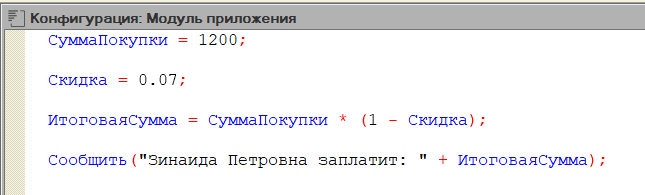 Конфигурация: Модуль приложения
СуммаПокупки = 1200;
Скидка = 0.07;
ИтоговаяСумма = СуммаПокупки * (1 - Скидка);
Сообщить("Зинаида Петровна заплатит: " + ИтоговаяСумма);